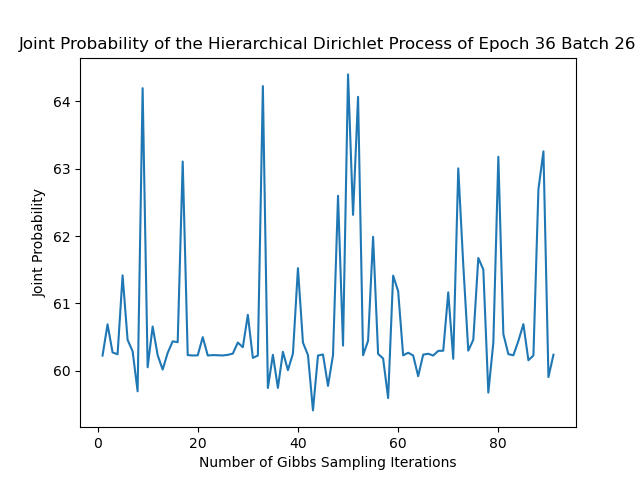 Joint Probability of the Hierarchical Dirichlet Process of Epoch 36 Batch 26
64
63
62
61
60
Joint Probability
0 20 40 60 80
Number of Gibbs Sampling Iterations